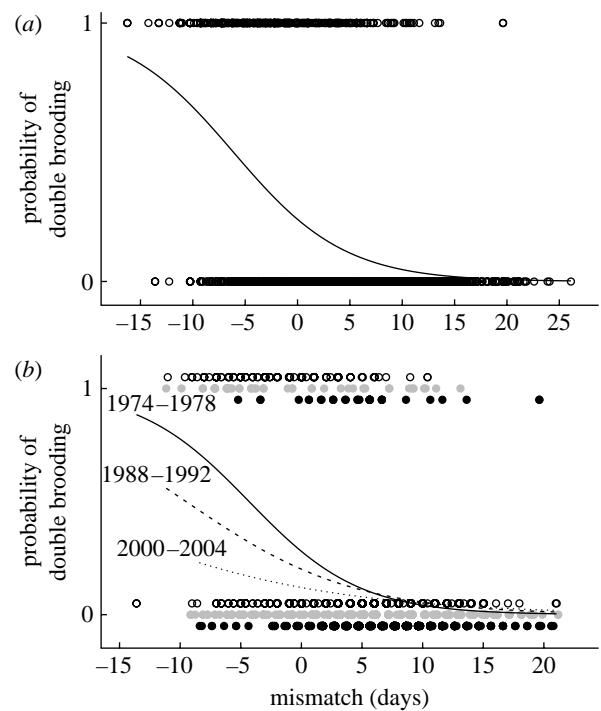 (a)
1
0
probability of
double brooding
−15 −10 −5 0 5 10 15 20 25
(b)
1
0
probability of
double brooding
1974–1978
1988–1992
2000–2004
−15 −10 −5 0 5 10 15 20
mismatch (days)